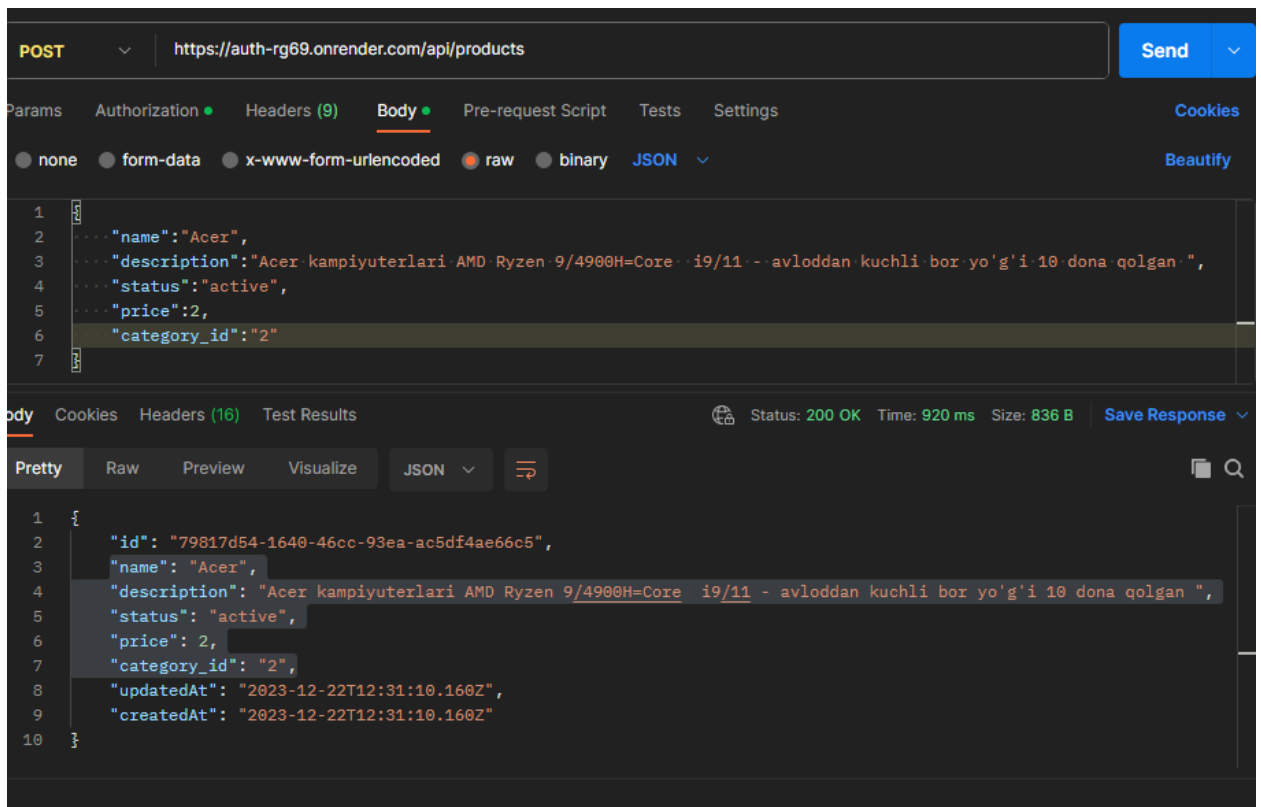 POST https://auth-rg69.onrender.com/api/products Send
Params Authorization Headers (9) Body Pre-request Script Tests Settings Cookies
none form-data x-www-form-urlencoded raw binary JSON Beautify
1 {
2 "name":"Acer",
3 "description":"Acer kampiyuterlari AMD Ryzen 9/4900H=Core  i9/11 - avloddan kuchli bor yo'g'i 10 dona qolgan ",
4 "status":"active",
5 "price":2,
6 "category_id":"2"
7 }
ody Cookies Headers (16) Test Results Status: 200 OK Time: 920 ms Size: 836 B Save Response
Pretty Raw Preview Visualize JSON
1 {
2 "id": "79817d54-1640-46cc-93ea-ac5df4ae66c5",
3 "name": "Acer",
4 "description": "Acer kampiyuterlari AMD Ryzen 9/4900H=Core  i9/11 - avloddan kuchli bor yo'g'i 10 dona qolgan ",
5 "status": "active",
6 "price": 2,
7 "category_id": "2",
8 "updatedAt": "2023-12-22T12:31:10.160Z",
9 "createdAt": "2023-12-22T12:31:10.160Z"
10 }